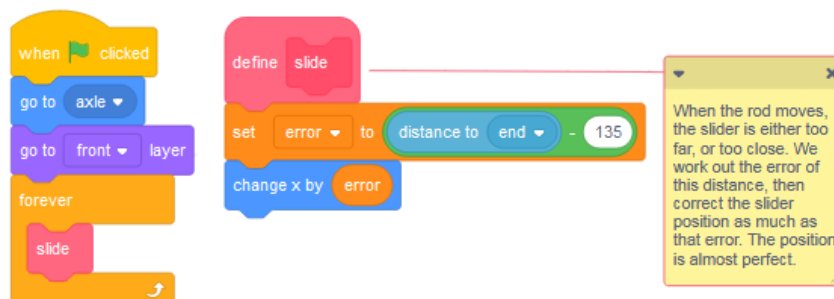 when clicked
go to axle
go to front layer
forever
slide
define slide
set error to distance to end - 135
change x by error
When the rod moves,
the slider is either too
far, or too close. We
work out the error of
this distance, then
correct the slider
position as much as
that error. The position
is almost perfect.